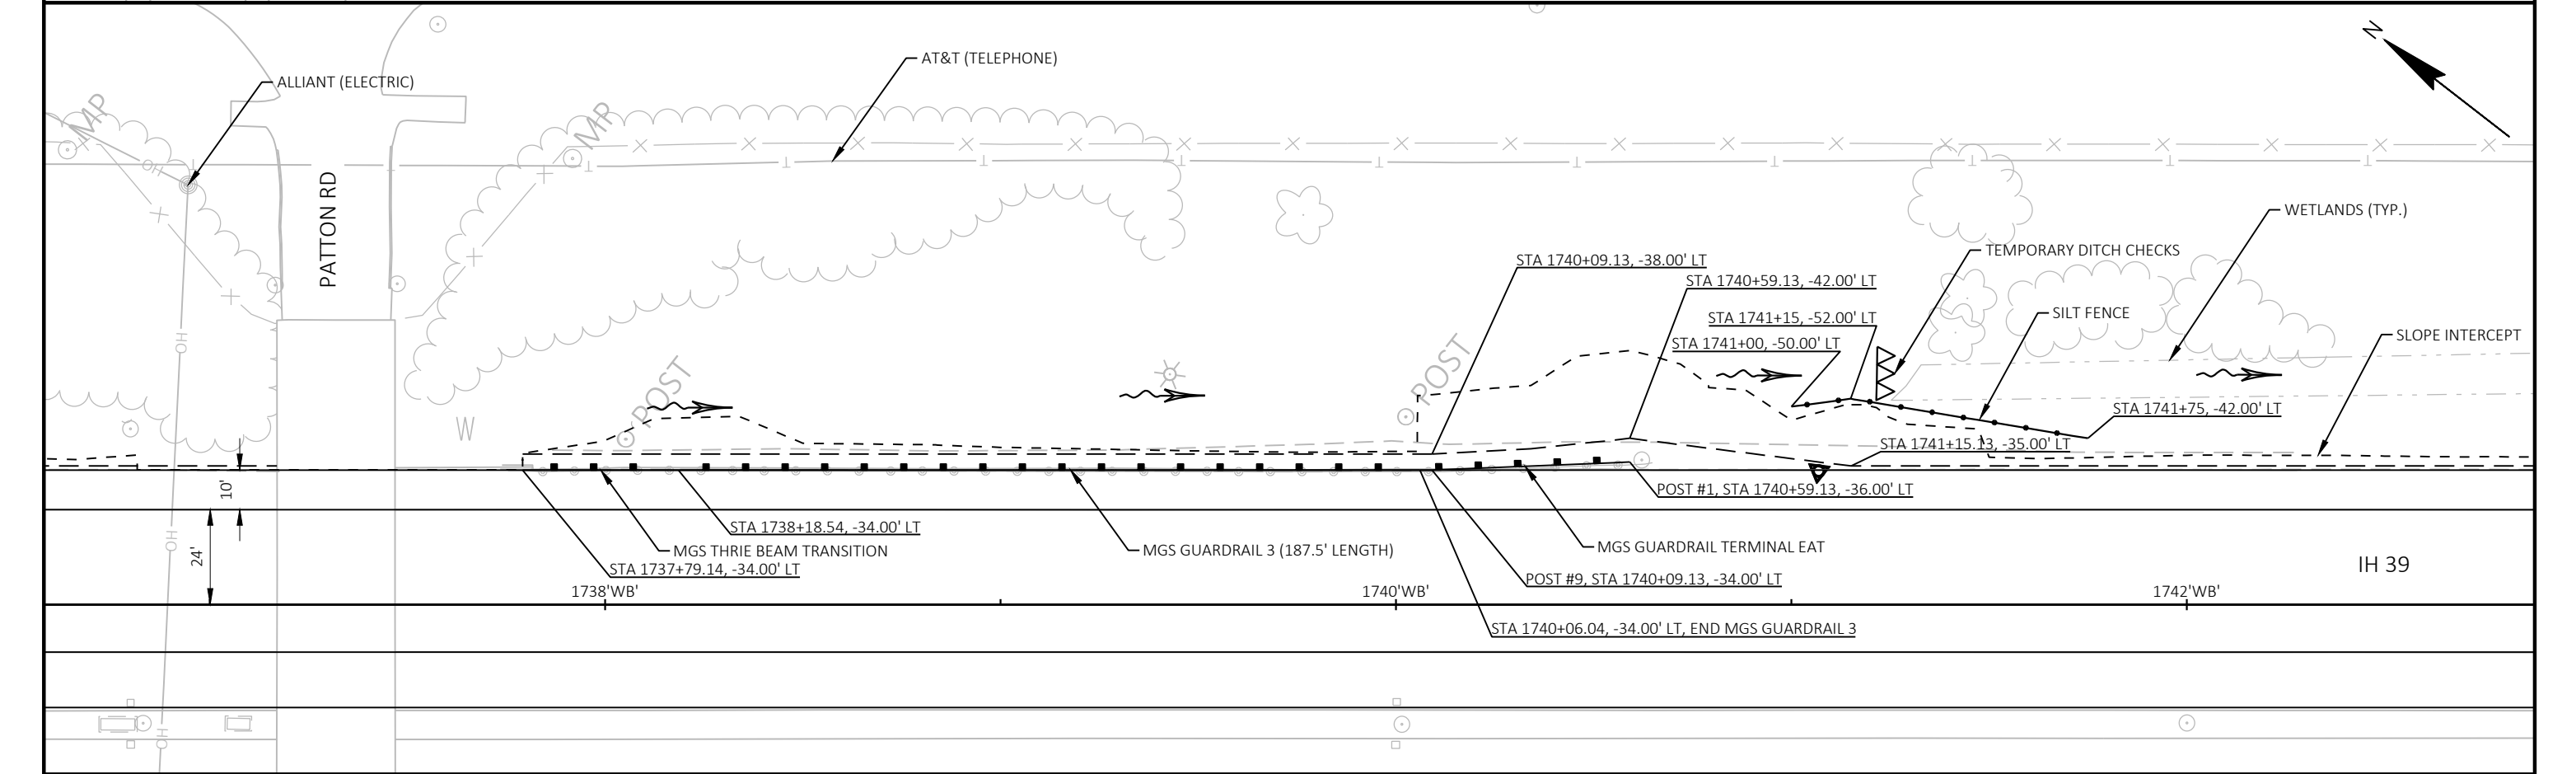 N
AT&T (TELEPHONE)
ALLIANT (ELECTRIC)
MP
MP
OH
PATTON RD
WETLANDS (TYP.)
TEMPORARY DITCH CHECKS
STA 1740+09.13, -38.00' LT
STA 1740+59.13, -42.00' LT
SILT FENCE
STA 1741+15, -52.00' LT
SLOPE INTERCEPT
STA 1741+00, -50.00' LT
OH
POST
POST
STA 1741+75, -42.00' LT
W
STA 1741+15.13, -35.00' LT
10'
POST #1, STA 1740+59.13, -36.00' LT
STA 1738+18.54, -34.00' LT
OH
24'
MGS THRIE BEAM TRANSITION
MGS GUARDRAIL 3 (187.5' LENGTH)
MGS GUARDRAIL TERMINAL EAT
IH 39
STA 1737+79.14, -34.00' LT
POST #9, STA 1740+09.13, -34.00' LT
1738'WB'
1740'WB'
1742'WB'
STA 1740+06.04, -34.00' LT, END MGS GUARDRAIL 3
OH